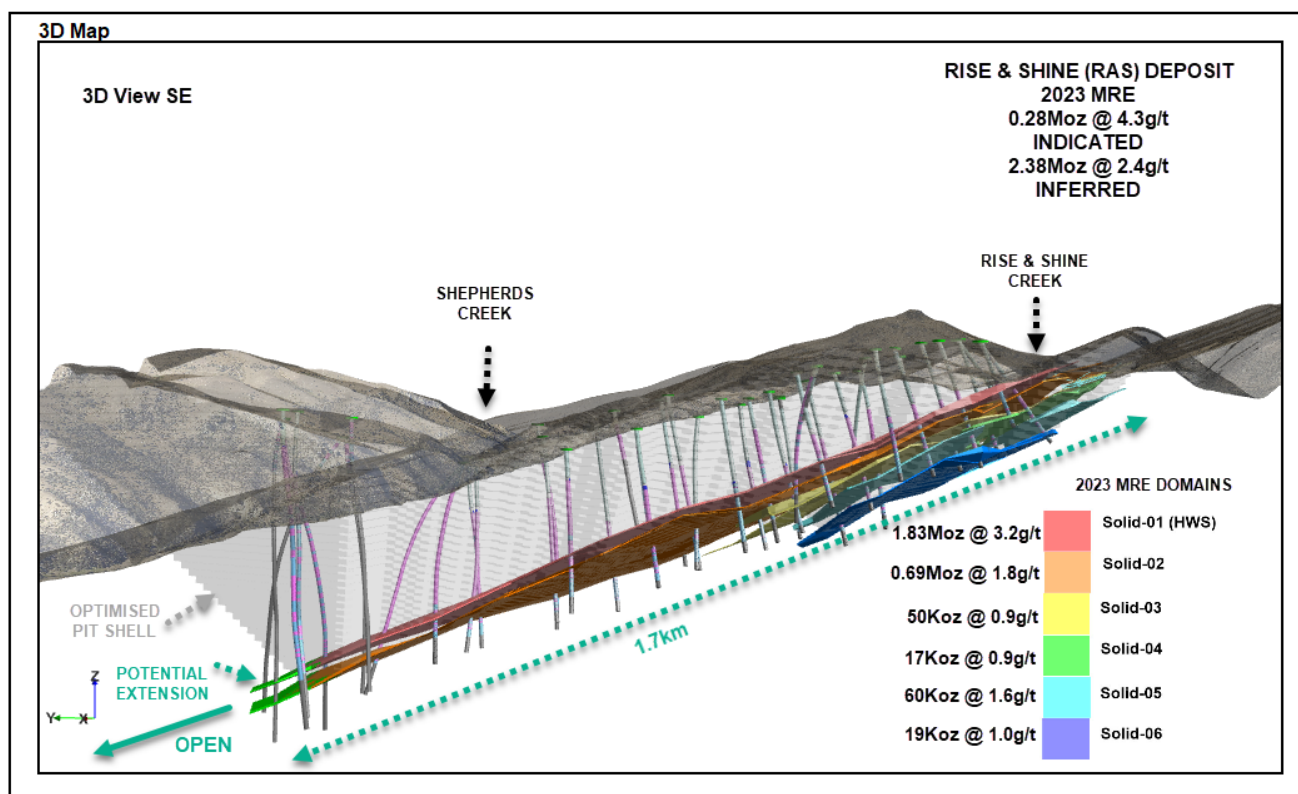 3D Map
3D View SE
RISE & SHINE (RAS) DEPOSIT
2023 MRE
0.28Moz @ 4.3g/t
INDICATED
2.38Moz @ 2.4g/t
INFERRED
SHEPHERDS
CREEK
RISE & SHINE
CREEK
OPTIMISED
PIT SHELL
POTENTIAL
EXTENSION
OPEN
1.7km
Z
Y
X
2023 MRE DOMAINS
1.83Moz @ 3.2g/t Solid-01 (HWS)
0.69Moz @ 1.8g/t Solid-02
50Koz @ 0.9g/t Solid-03
17Koz @ 0.9g/t Solid-04
60Koz @ 1.6g/t Solid-05
19Koz @ 1.0g/t Solid-06